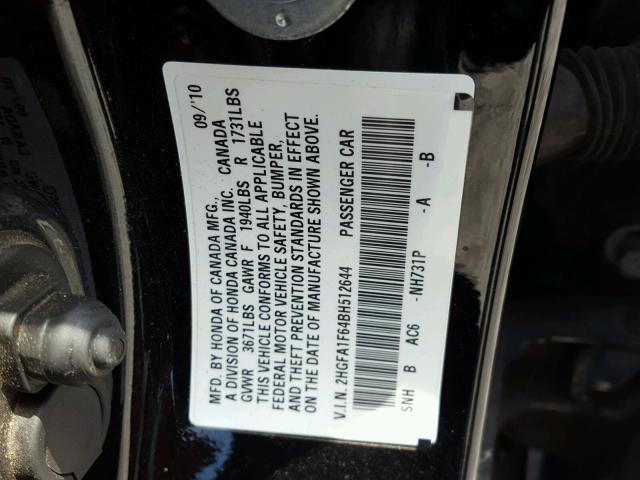 MFD. BY HONDA OF CANADA MFG., 09/'10
A DIVISION OF HONDA CANADA INC. CANADA
GVWR 3671LBS GAWR F 1940LBS R 1731LBS
THIS VEHICLE CONFORMS TO ALL APPLICABLE
FEDERAL MOTOR VEHICLE SAFETY, BUMPER,
AND THEFT PREVENTION STANDARDS IN EFFECT
ON THE DATE OF MANUFACTURE SHOWN ABOVE.
V.I.N. 2HGFA1F64BH512644 PASSENGER CAR
SNH B AC6 -NH731P -A -B